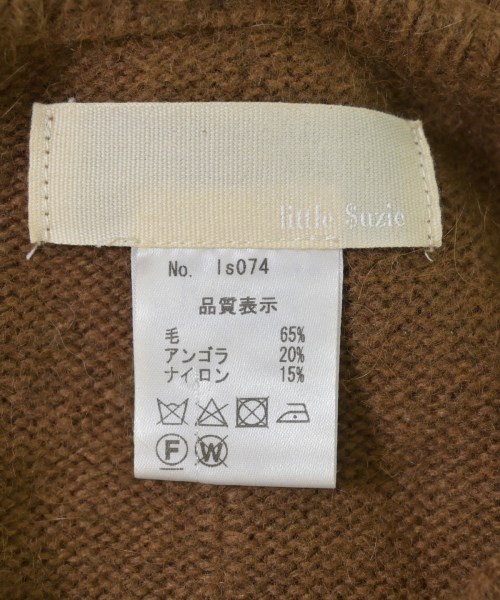 little $uzie
No. ls074
品質表示
毛 65%
アンゴラ 20%
ナイロン 15%
F W